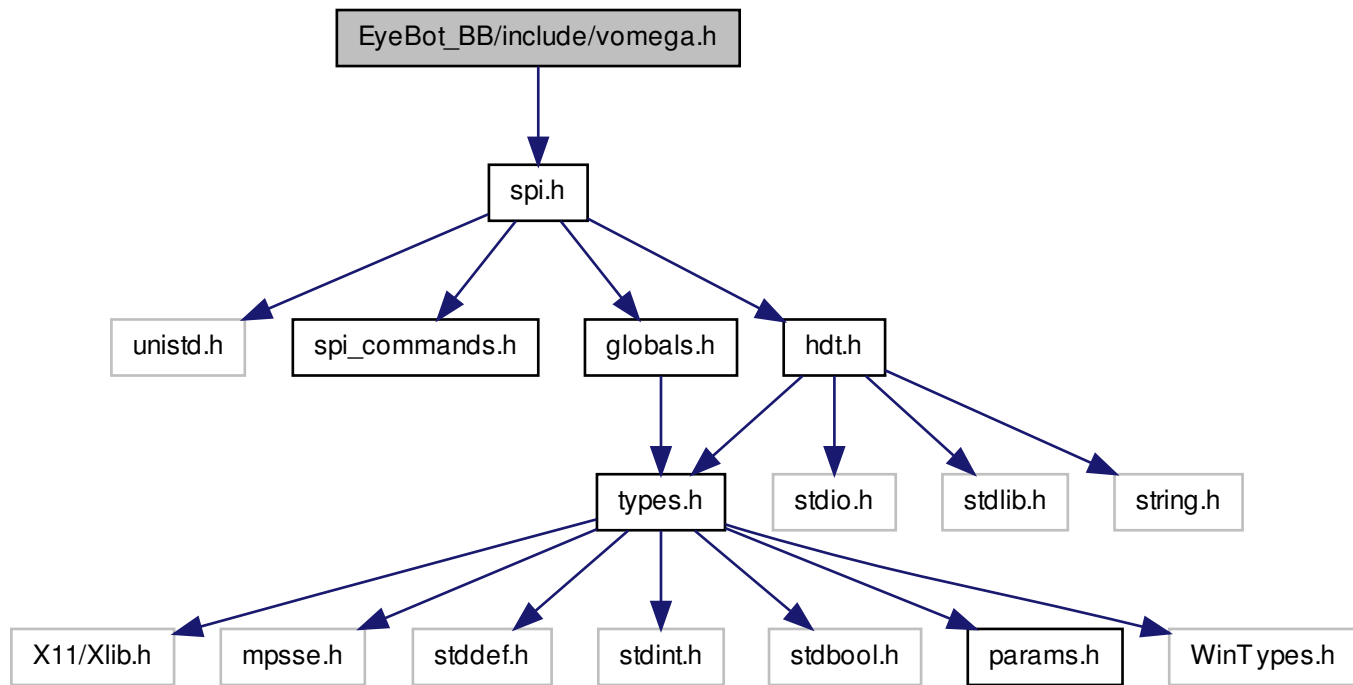 EyeBot_BB/include/vomega.h
spi.h
unistd.h
spi_commands.h
globals.h
hdt.h
types.h
stdio.h
stdlib.h
string.h
X11/Xlib.h
mpsse.h
stddef.h
stdint.h
stdbool.h
params.h
WinTypes.h